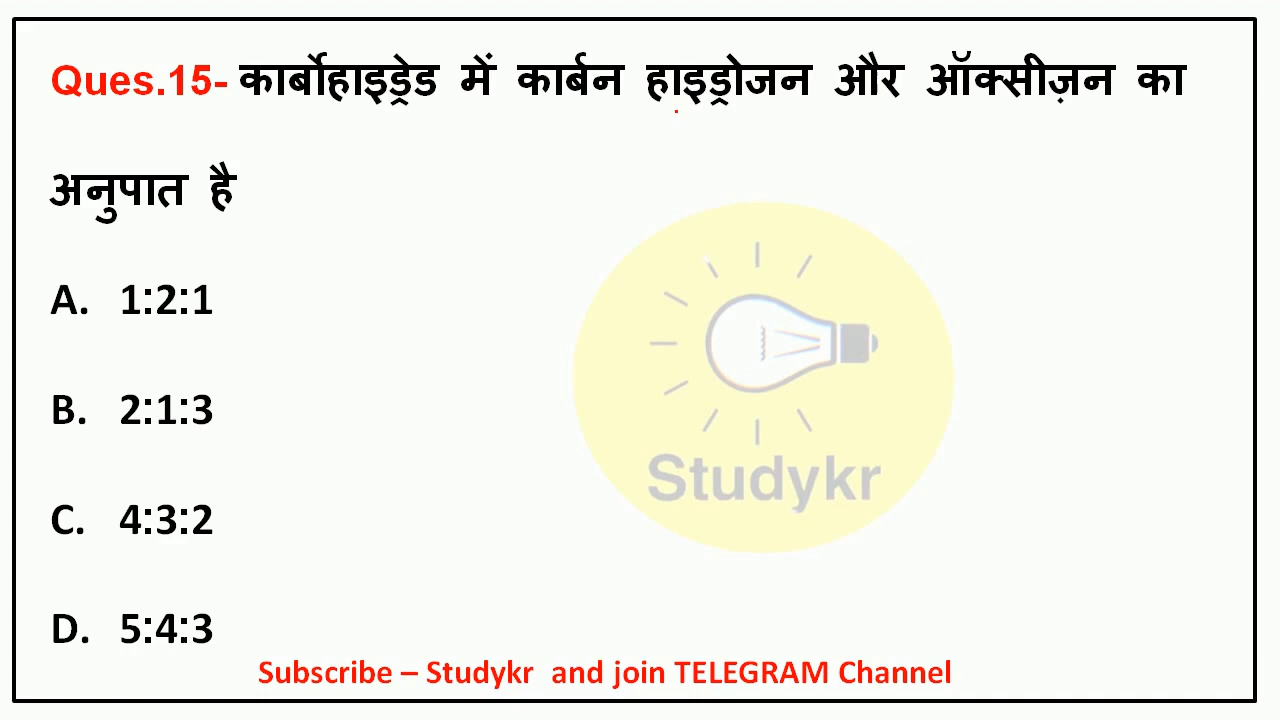 Ques.15- कार्बोहाइड्रेड में कार्बन हाइड्रोजन और ऑक्सीज़न का
अनुपात है
A. 1:2:1
B. 2:1:3
C. 4:3:2
D. 5:4:3
Studykr
Subscribe – Studykr and join TELEGRAM Channel